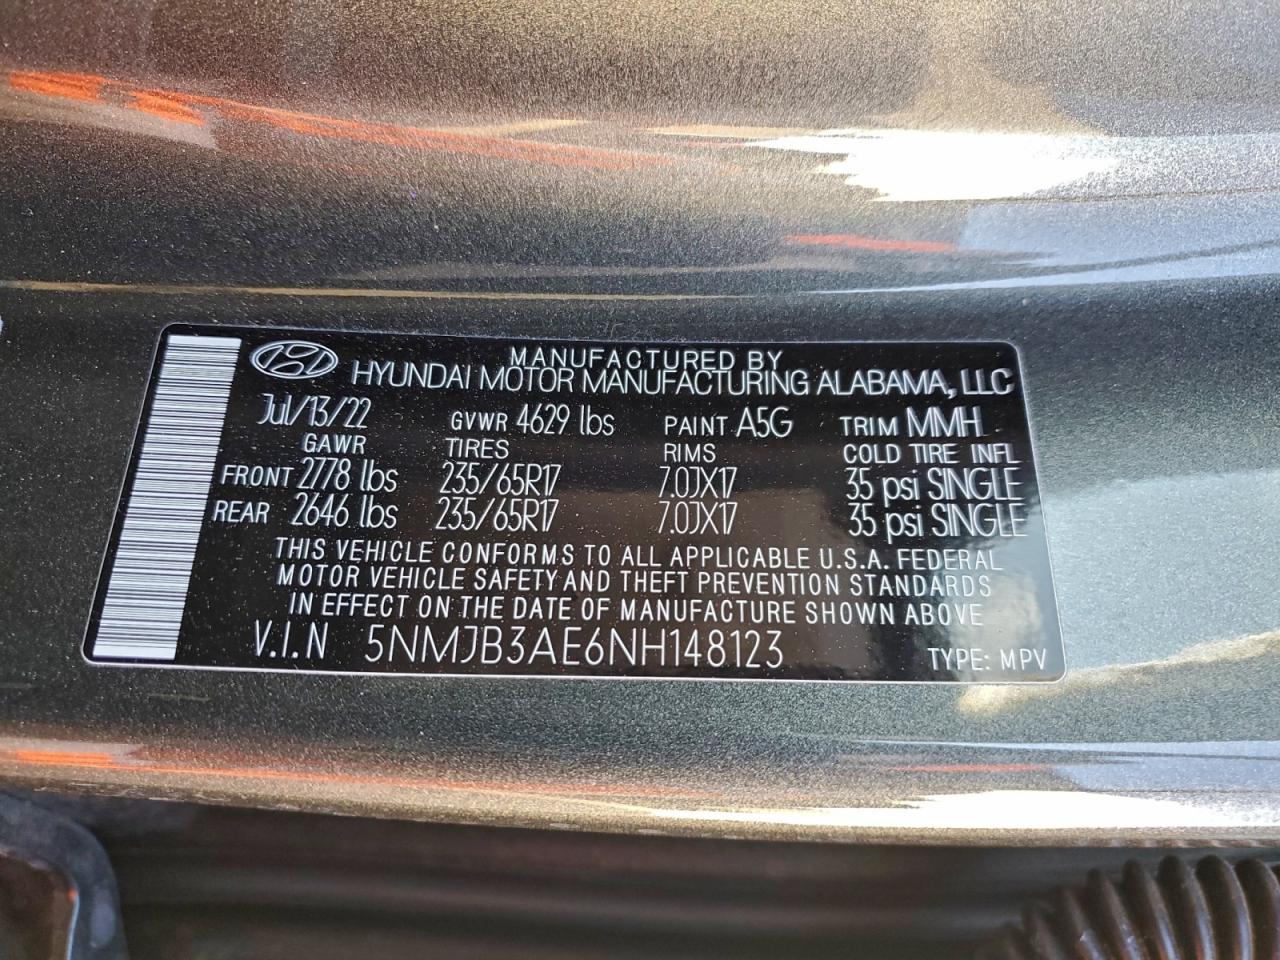 MANUFACTURED BY
HYUNDAI MOTOR MANUFACTURING ALABAMA, LLC
Jul/13/22 GVWR 4629 lbs PAINT A5G TRIM MMH
GAWR TIRES RIMS COLD TIRE INFL
FRONT 2778 lbs 235/65R17 7.0JX17 35 psi SINGLE
REAR 2646 lbs 235/65R17 7.0JX17 35 psi SINGLE
THIS VEHICLE CONFORMS TO ALL APPLICABLE U.S.A. FEDERAL
MOTOR VEHICLE SAFETY AND THEFT PREVENTION STANDARDS
IN EFFECT ON THE DATE OF MANUFACTURE SHOWN ABOVE
V.I.N 5NMJB3AE6NH148123 TYPE: MPV